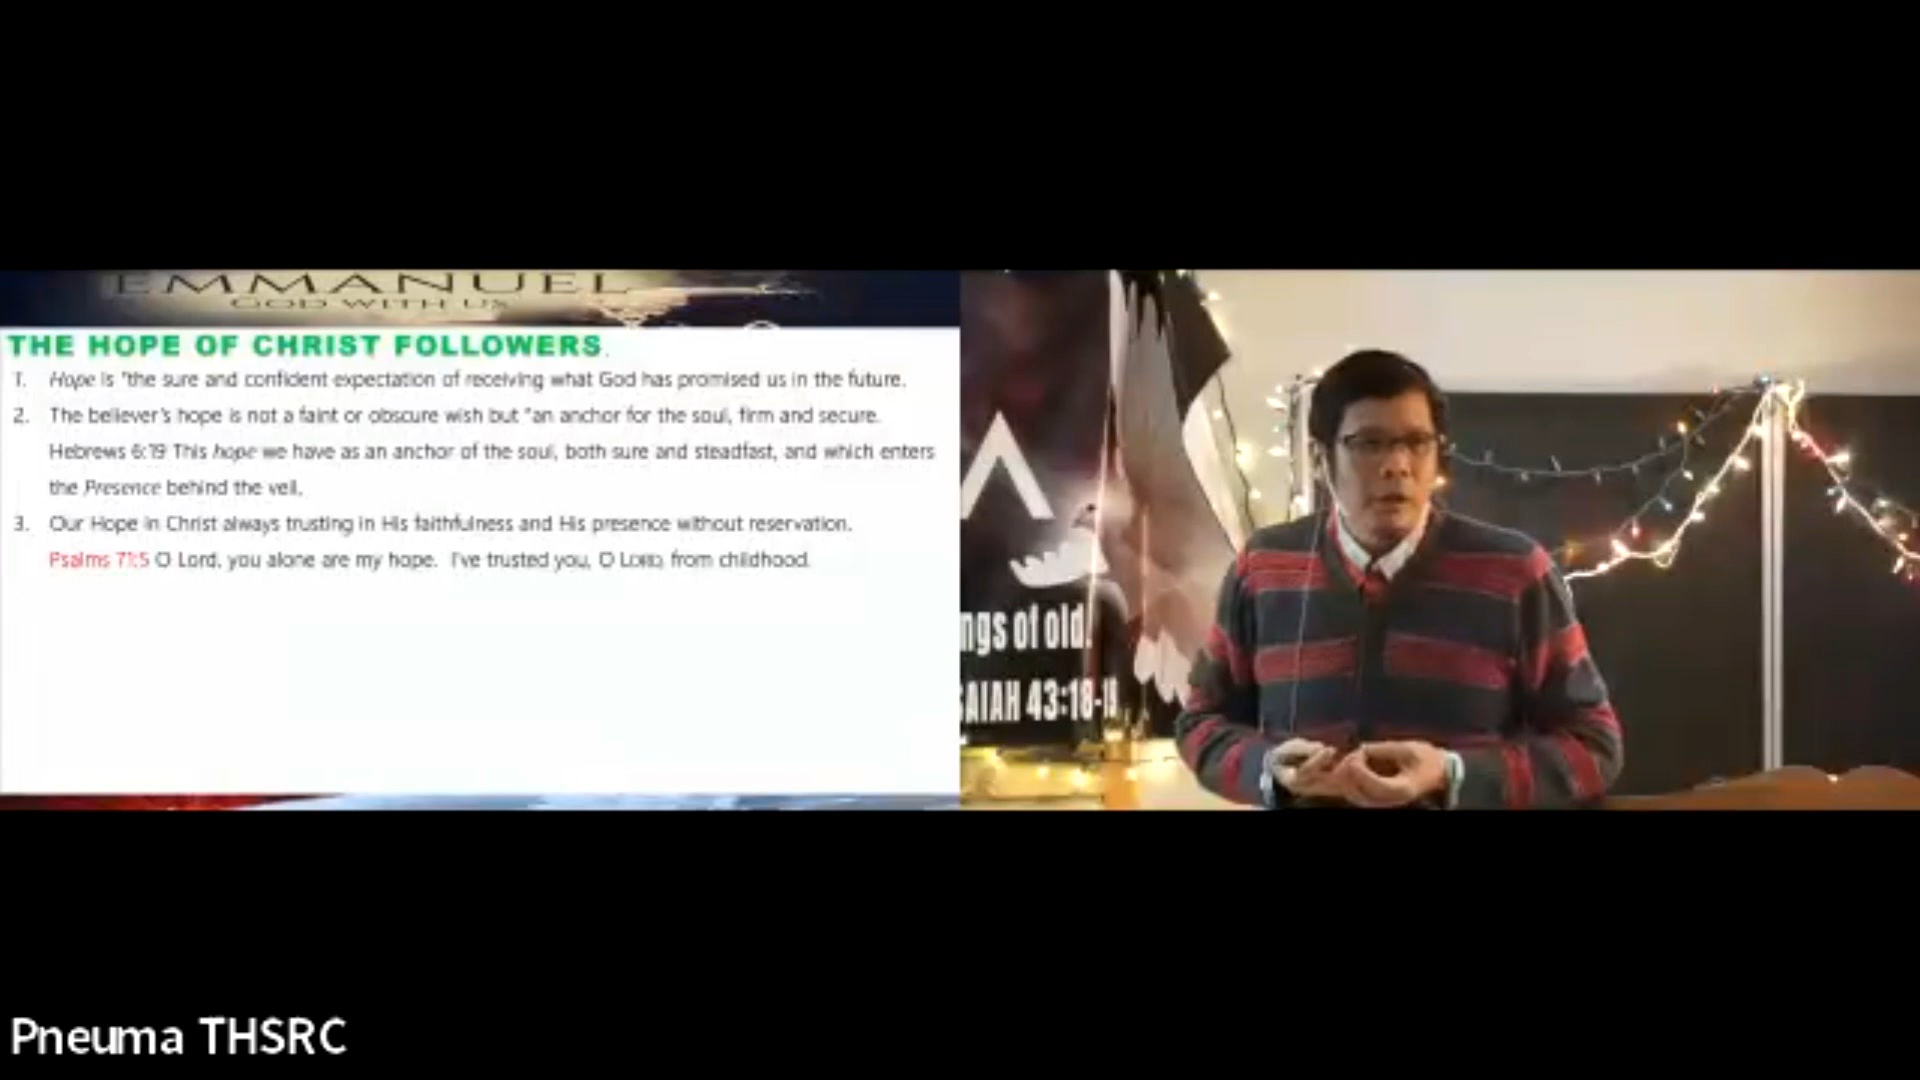 EMMANUEL
GOD WITH US
THE HOPE OF CHRIST FOLLOWERS.
1. Hope is "the sure and confident expectation of receiving what God has promised us in the future.
2. The believer's hope is not a faint or obscure wish but "an anchor for the soul, firm and secure.
Hebrews 6:19 This hope we have as an anchor of the soul, both sure and steadfast, and which enters
the Presence behind the veil,
3. Our Hope in Christ always trusting in His faithfulness and His presence without reservation.
Psalms 71:5 O Lord, you alone are my hope. I've trusted you, O LORD, from childhood.
ngs of old.
SAIAH 43:18-19
Pneuma THSRC